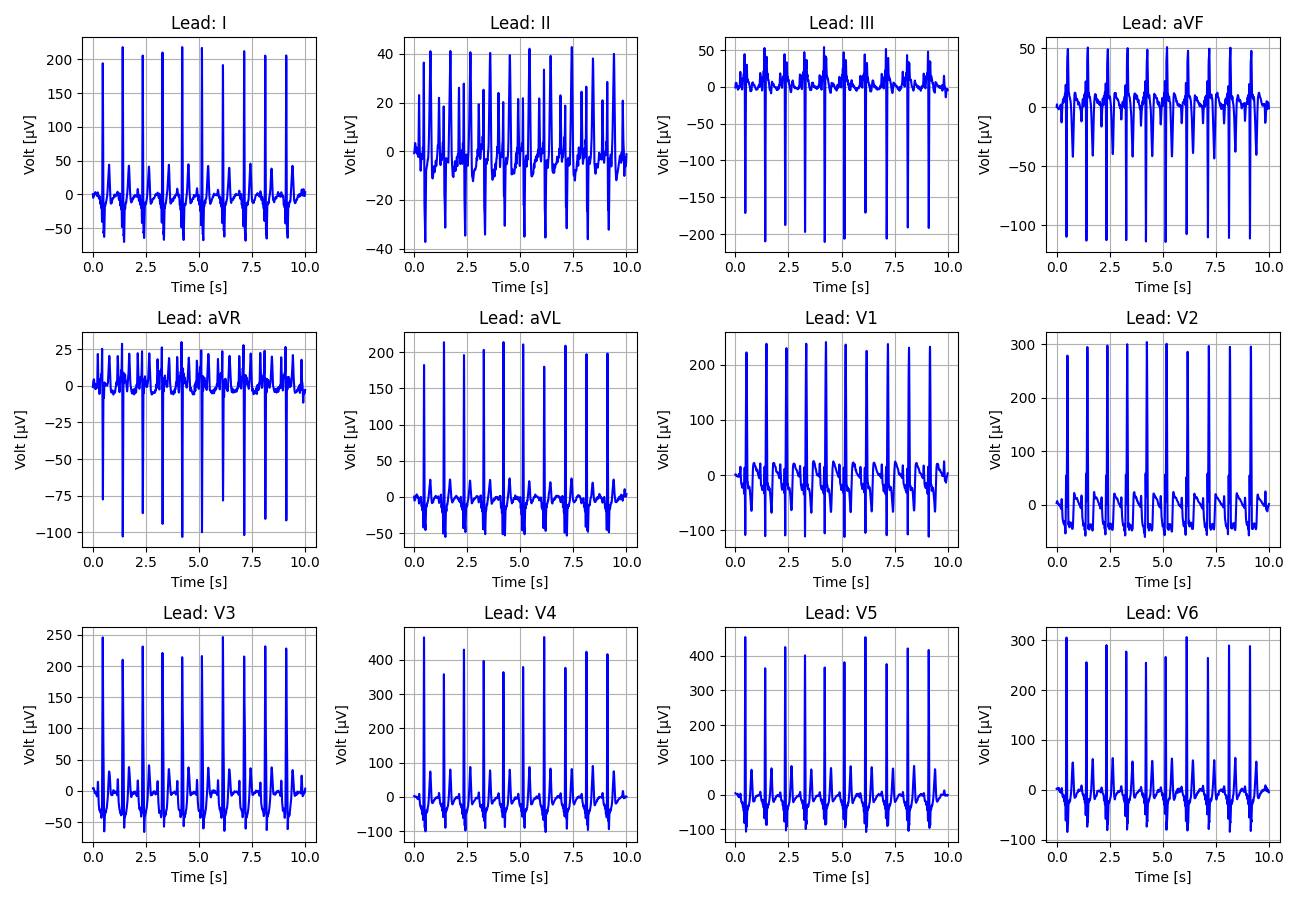 Lead: I
Volt [µV]
200
150
100
50
0
−50
0.0 2.5 5.0 7.5 10.0
Time [s]
Lead: II
Volt [µV]
40
20
0
−20
−40
0.0 2.5 5.0 7.5 10.0
Time [s]
Lead: III
Volt [µV]
50
0
−50
−100
−150
−200
0.0 2.5 5.0 7.5 10.0
Time [s]
Lead: aVF
Volt [µV]
50
0
−50
−100
0.0 2.5 5.0 7.5 10.0
Time [s]
Lead: aVR
Volt [µV]
25
0
−25
−50
−75
−100
0.0 2.5 5.0 7.5 10.0
Time [s]
Lead: aVL
Volt [µV]
200
150
100
50
0
−50
0.0 2.5 5.0 7.5 10.0
Time [s]
Lead: V1
Volt [µV]
200
100
0
−100
0.0 2.5 5.0 7.5 10.0
Time [s]
Lead: V2
Volt [µV]
300
200
100
0
0.0 2.5 5.0 7.5 10.0
Time [s]
Lead: V3
Volt [µV]
250
200
150
100
50
0
−50
0.0 2.5 5.0 7.5 10.0
Time [s]
Lead: V4
Volt [µV]
400
300
200
100
0
−100
0.0 2.5 5.0 7.5 10.0
Time [s]
Lead: V5
Volt [µV]
400
300
200
100
0
−100
0.0 2.5 5.0 7.5 10.0
Time [s]
Lead: V6
Volt [µV]
300
200
100
0
−100
0.0 2.5 5.0 7.5 10.0
Time [s]